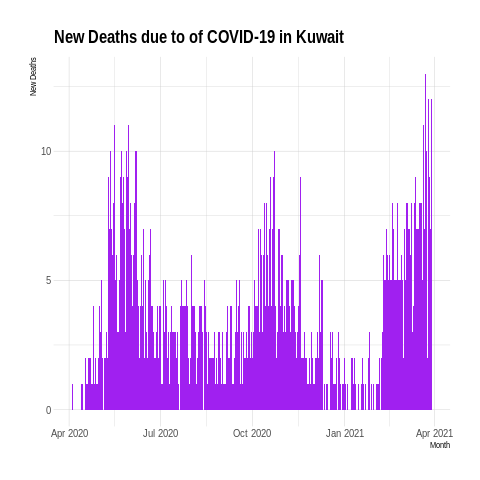 New Deaths due to of COVID-19 in Kuwait
New Deaths
10
5
0
Apr 2020 Jul 2020 Oct 2020 Jan 2021 Apr 2021
Month